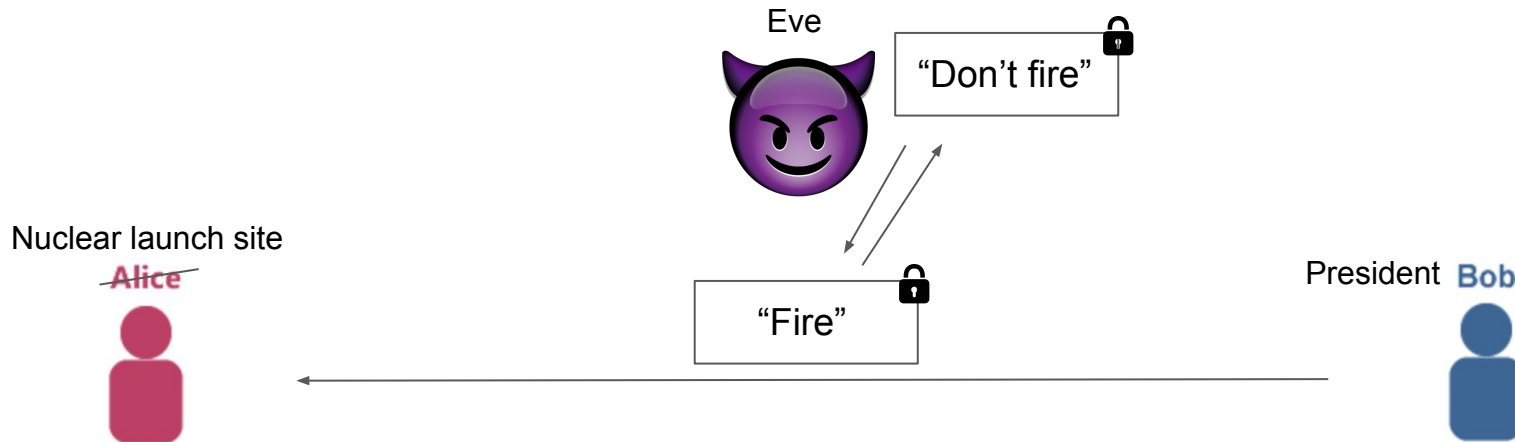 Eve
“Don’t fire”
Nuclear launch site
Alice
“Fire”
President Bob